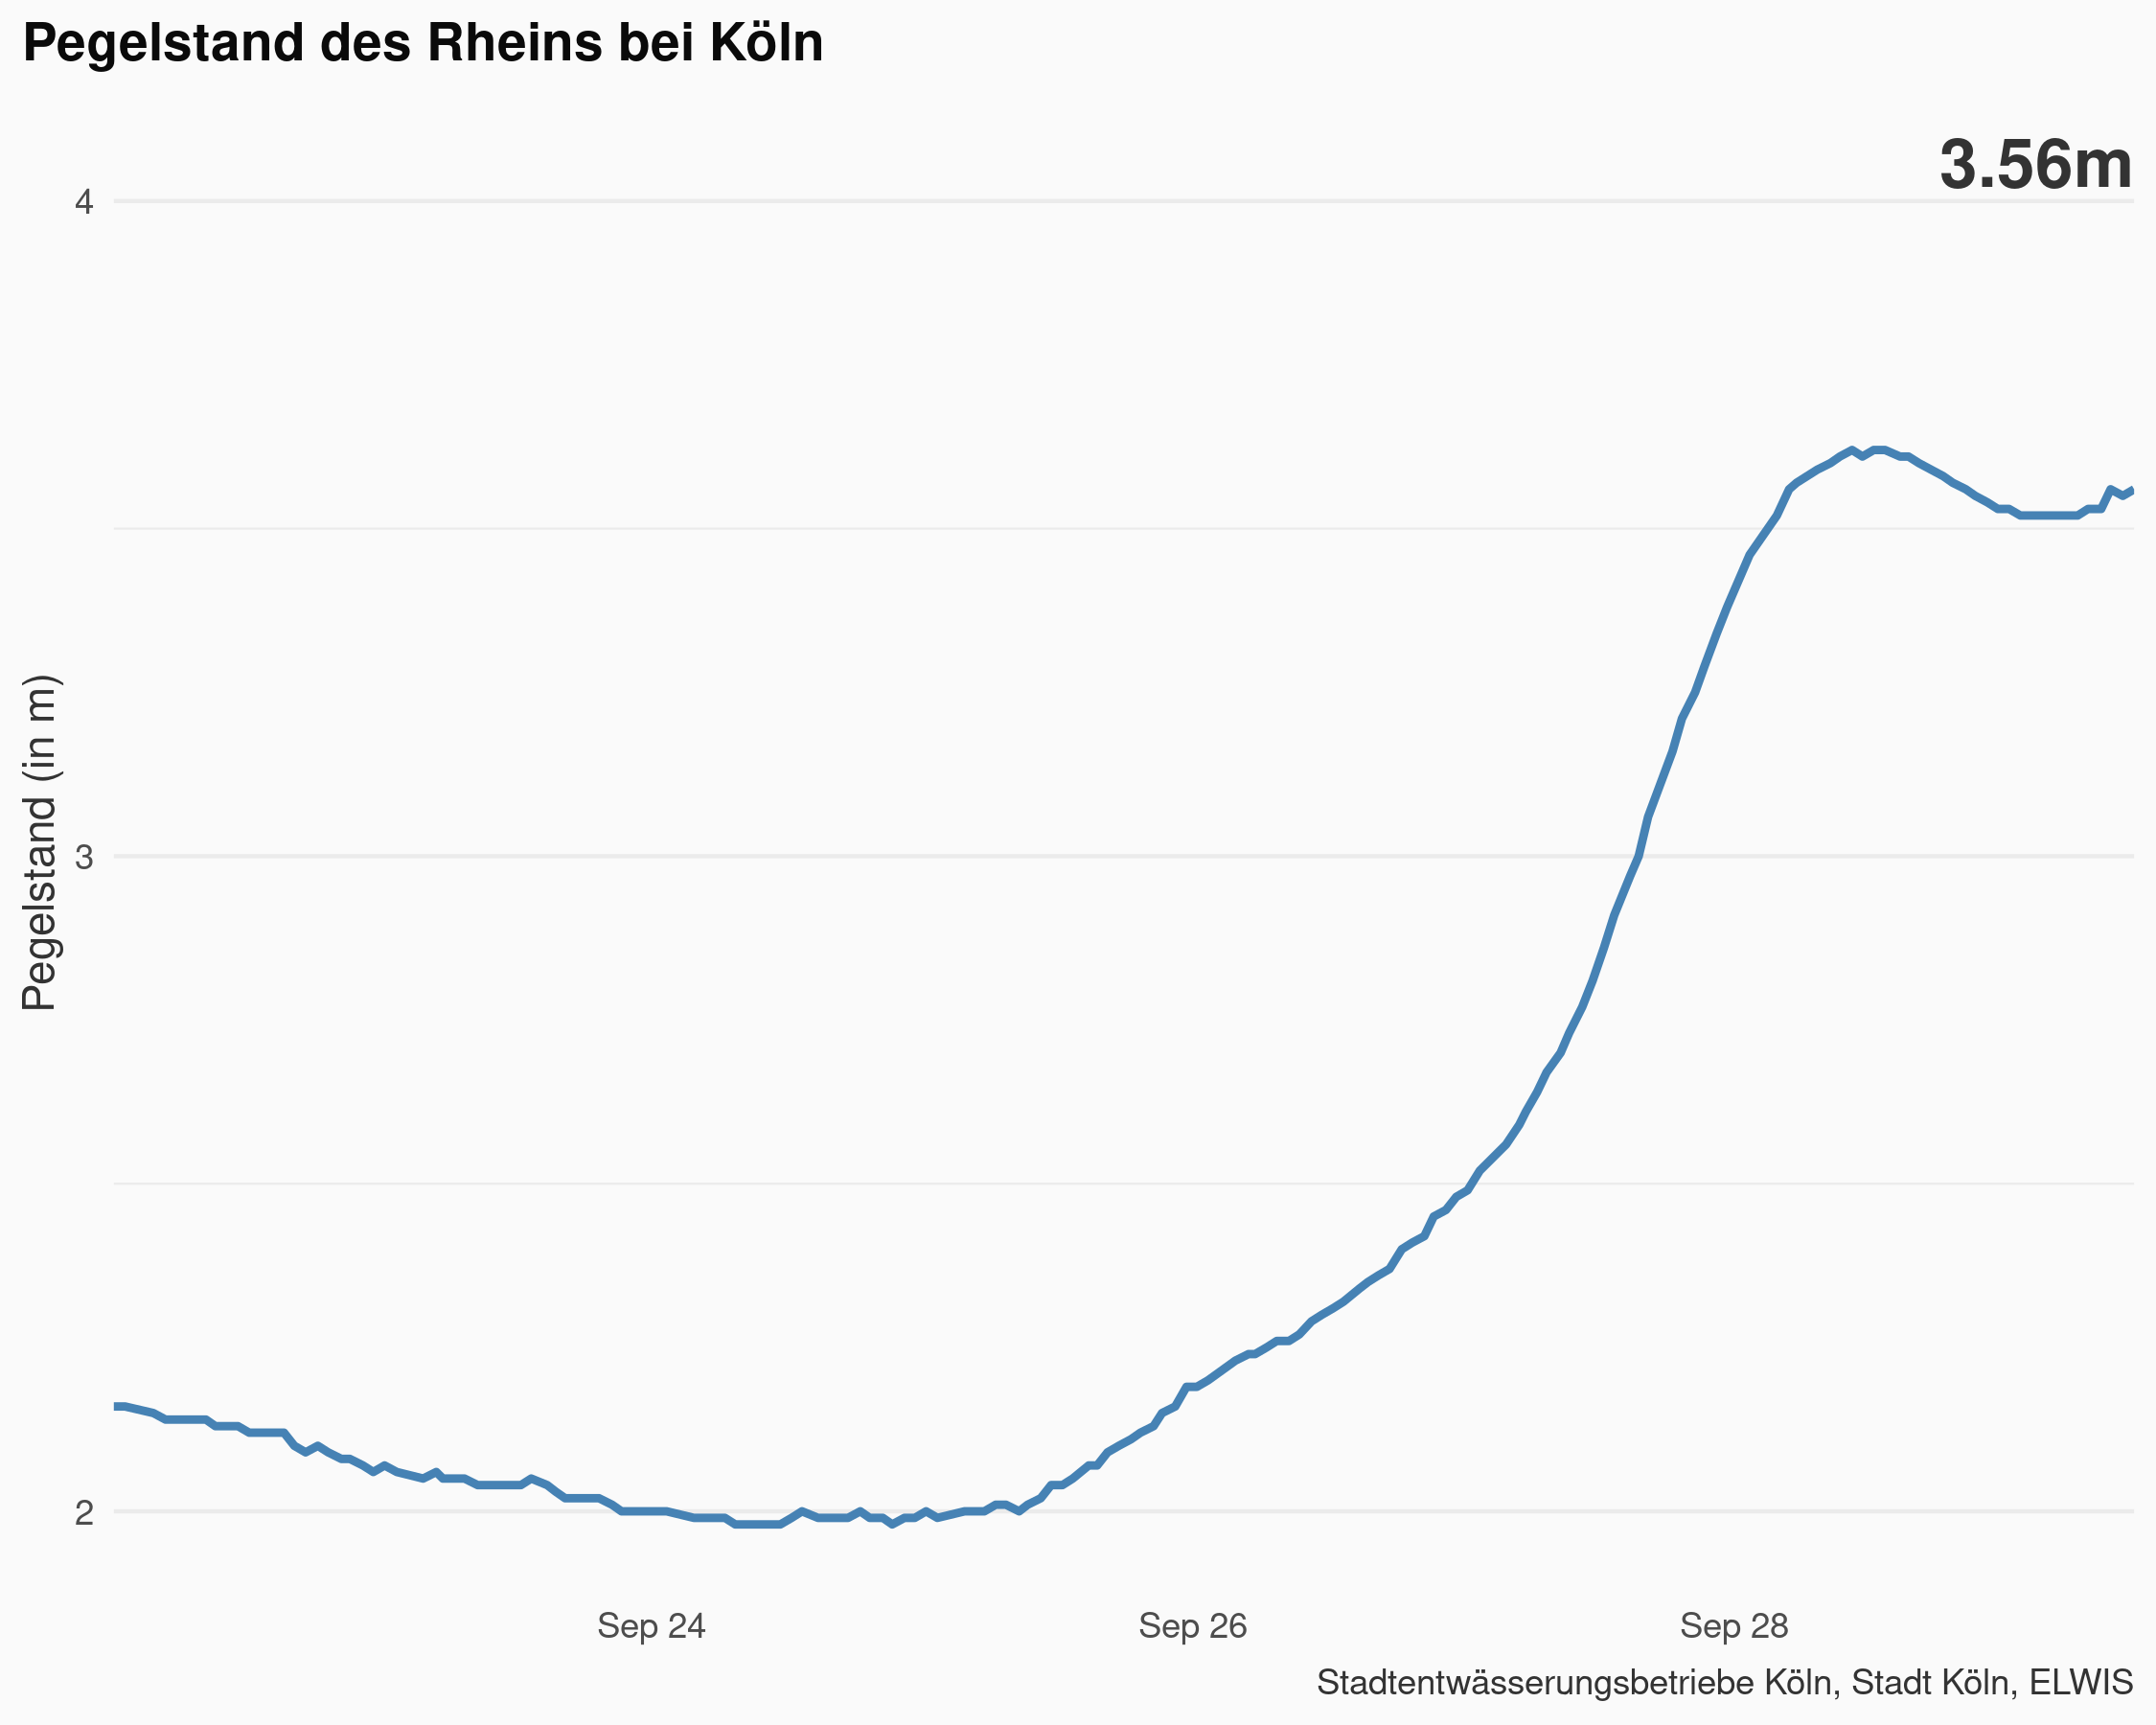 Pegelstand des Rheins bei Köln
3.56m
4
Pegelstand (in m)
3
2
Sep 24
Sep 26
Sep 28
Stadtentwässerungsbetriebe Köln, Stadt Köln, ELWIS